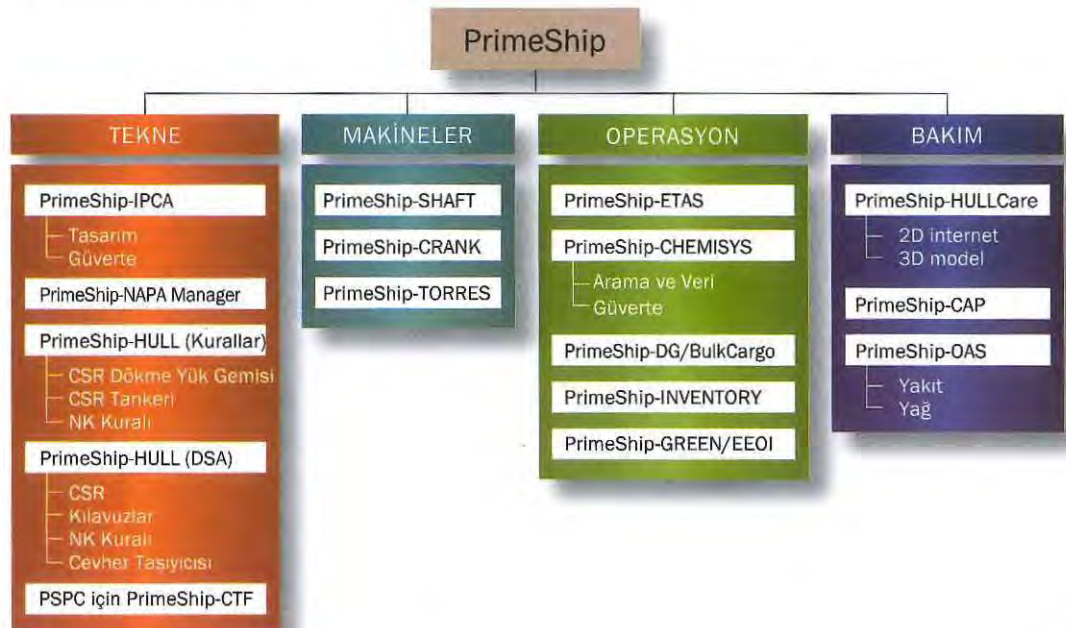 PrimeShip
TEKNE
PrimeShip-IPCA
Tasarım
Güverte
PrimeShip-NAPA Manager
PrimeShip-HULL (Kurallar)
CSR Dökme Yük Gemisi
CSR Tankeri
NK Kuralı
PrimeShip-HULL (DSA)
CSR
Kılavuzlar
NK Kuralı
Cevher Taşıyıcısı
PSPC için PrimeShip-CTF
MAKİNELER
PrimeShip-SHAFT
PrimeShip-CRANK
PrimeShip-TORRES
OPERASYON
PrimeShip-ETAS
PrimeShip-CHEMISYS
Arama ve Veri
Güverte
PrimeShip-DG/BulkCargo
PrimeShip-INVENTORY
PrimeShip-GREEN/EEOI
BAKIM
PrimeShip-HULLCare
2D internet
3D model
PrimeShip-CAP
PrimeShip-OAS
Yakıt
Yağ